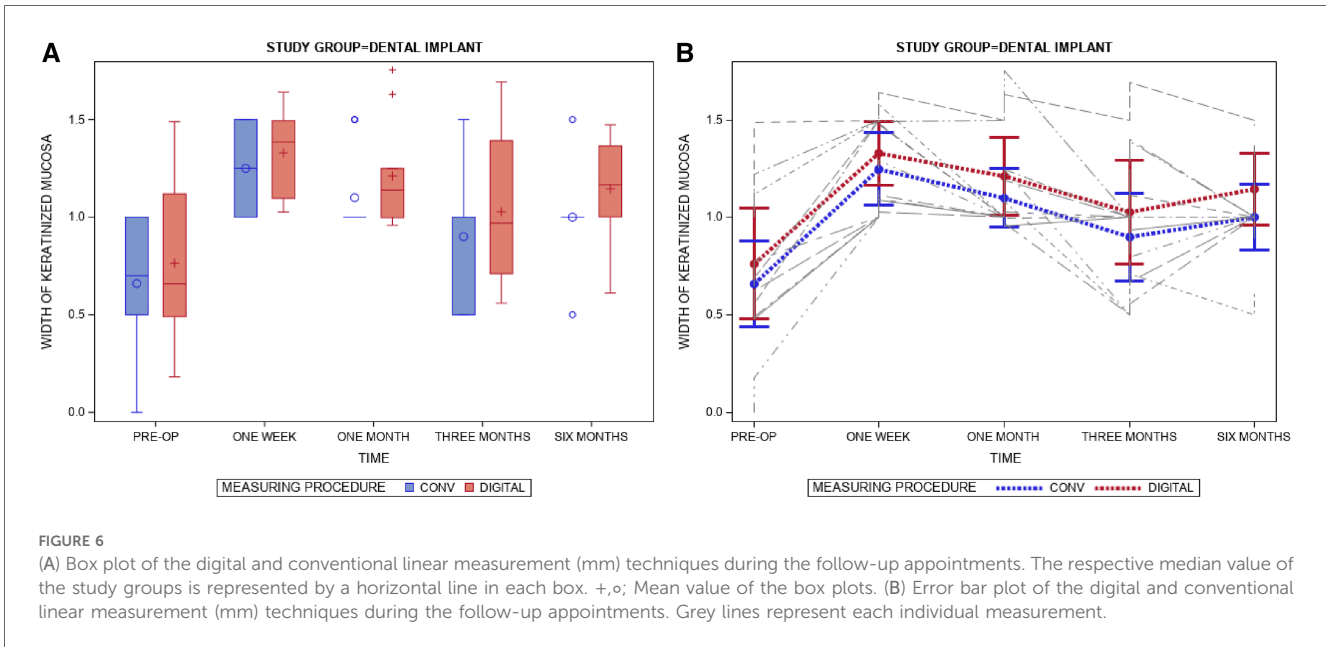 A
STUDY GROUP=DENTAL IMPLANT
WIDTH OF KERATINIZED MUCOSA
1.5
1.0
0.5
0.0
PRE-OP ONE WEEK ONE MONTH THREE MONTHS SIX MONTHS
TIME
MEASURING PROCEDURE CONV DIGITAL
B
STUDY GROUP=DENTAL IMPLANT
WIDTH OF KERATINIZED MUCOSA
1.5
1.0
0.5
0.0
PRE-OP ONE WEEK ONE MONTH THREE MONTHS SIX MONTHS
TIME
MEASURING PROCEDURE CONV DIGITAL
FIGURE 6
(A) Box plot of the digital and conventional linear measurement (mm) techniques during the follow-up appointments. The respective median value of
the study groups is represented by a horizontal line in each box. +,∘; Mean value of the box plots. (B) Error bar plot of the digital and conventional
linear measurement (mm) techniques during the follow-up appointments. Grey lines represent each individual measurement.